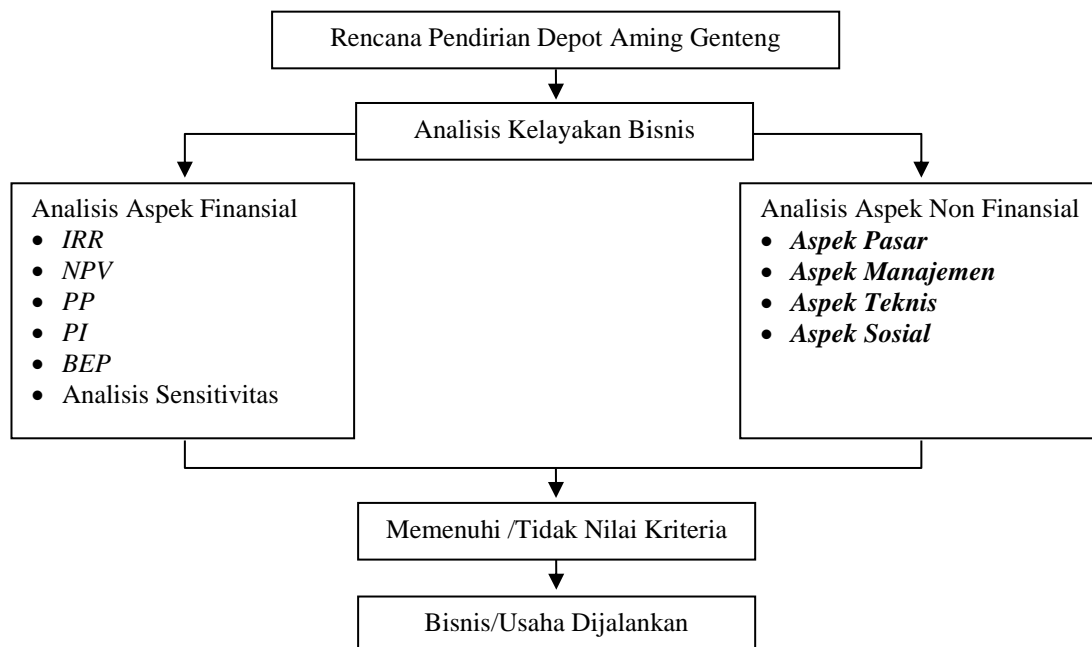 Rencana Pendirian Depot Aming Genteng
Analisis Kelayakan Bisnis
Analisis Aspek Finansial
• IRR
• NPV
• PP
• PI
• BEP
• Analisis Sensitivitas
Analisis Aspek Non Finansial
• Aspek Pasar
• Aspek Manajemen
• Aspek Teknis
• Aspek Sosial
Memenuhi /Tidak Nilai Kriteria
Bisnis/Usaha Dijalankan